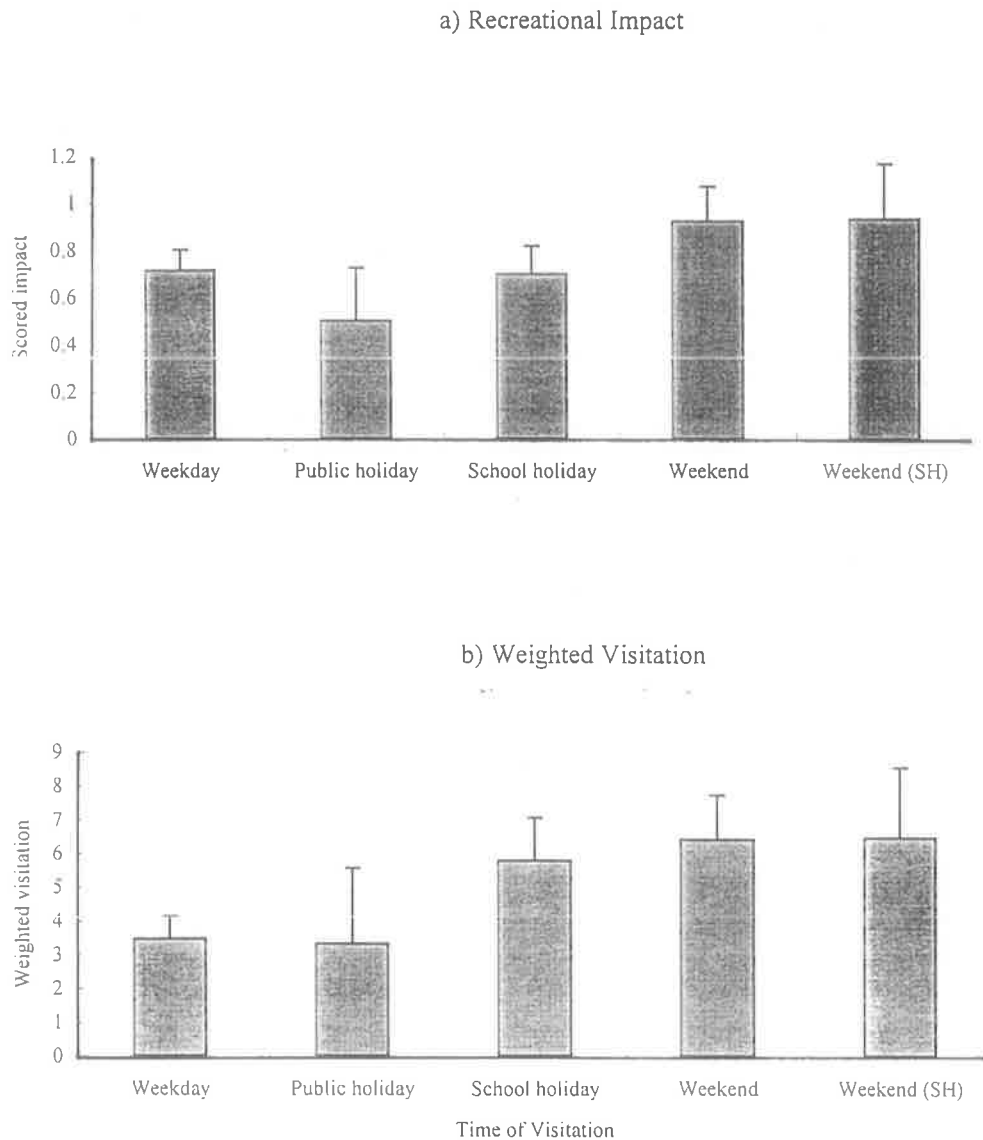 a) Recreational Impact
Scored impact
1.2
1
0.8
0.6
0.4
0.2
0
Weekday Public holiday School holiday Weekend Weekend (SH)
b) Weighted Visitation
Weighted visitation
9
8
7
6
5
4
3
2
1
0
Weekday Public holiday School holiday Weekend Weekend (SH)
Time of Visitation